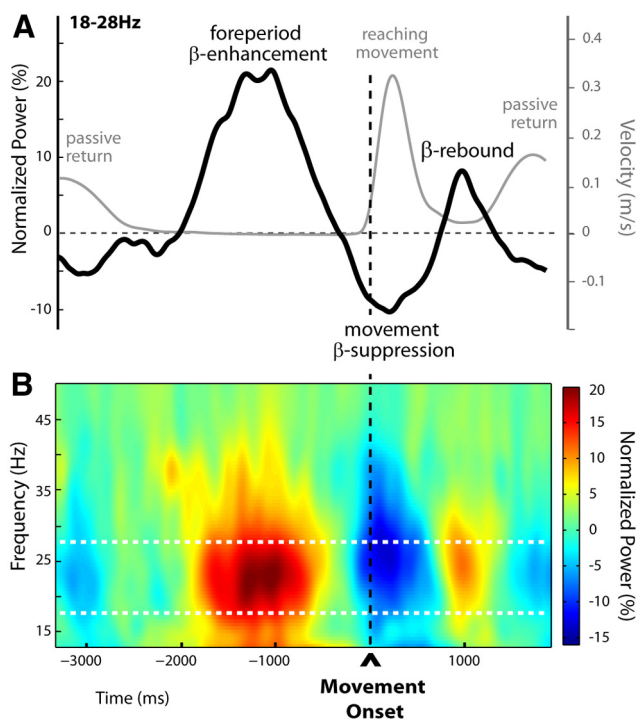 A
18-28Hz
foreperiod
β-enhancement
reaching
movement
passive
return
passive
return
β-rebound
movement
β-suppression
Normalized Power (%)
20
10
0
-10
Velocity (m/s)
0.4
0.3
0.2
0.1
0
-0.1
B
Frequency (Hz)
45
35
25
15
−3000
−2000
−1000
1000
Time (ms)
Movement
Onset
20
15
10
5
0
-5
-10
-15
Normalized Power (%)